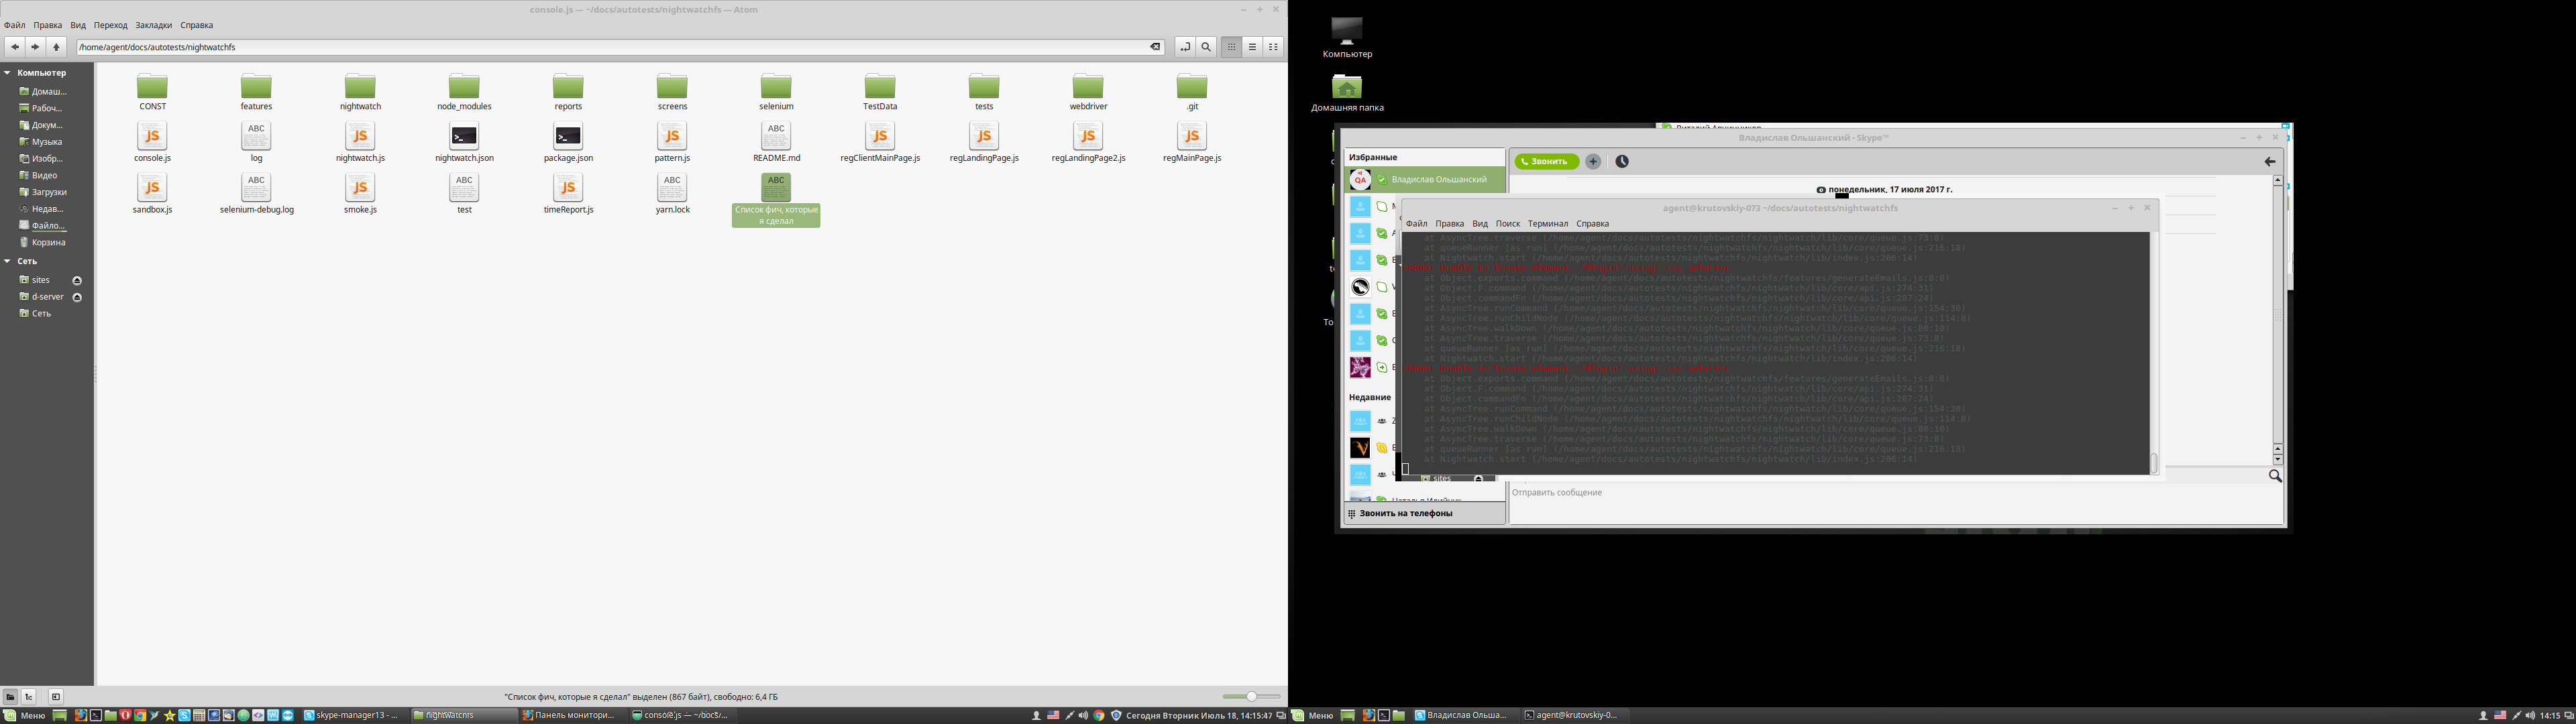 console.js — ~/docs/autotests/nightwatchfs — Atom
Файл Правка Вид Переход Закладки Справка
/home/agent/docs/autotests/nightwatchfs
Компьютер
Домаш...
Рабоч...
Докум...
Музыка
Изобр...
Видео
Загрузки
Недав...
Файло...
Корзина
Сеть
sites
d-server
Сеть
CONST features nightwatch node_modules reports screens selenium TestData tests webdriver .git
console.js log nightwatch.js nightwatch.json package.json pattern.js README.md regClientMainPage.js regLandingPage.js regLandingPage2.js regMainPage.js
sandbox.js selenium-debug.log smoke.js test timeReport.js yarn.lock Список фич, которые
я сделал
"Список фич, которые я сделал" выделен (867 байт), свободно: 6,4 ГБ
Меню skype-manager13 - ... Панель монитори... console.js — ~/docs/... Сегодня Вторник Июль 18, 14:15:47
Компьютер
Домашняя папка
Владислав Ольшанский - Skype™
Избранные
Владислав Ольшанский
Звонить
понедельник, 17 июля 2017 г.
agent@krutovskiy-073 ~/docs/autotests/nightwatchfs
Файл Правка Вид Поиск Терминал Справка
at AsyncTree.traverse (/home/agent/docs/autotests/nightwatchfs/nightwatch/lib/core/queue.js:73:8)
at queueRunner [as run] (/home/agent/docs/autotests/nightwatchfs/nightwatch/lib/core/queue.js:216:18)
at Nightwatch.start (/home/agent/docs/autotests/nightwatchfs/nightwatch/lib/index.js:206:14)
at Object.exports.command (/home/agent/docs/autotests/nightwatchfs/features/generateEmails.js:8:8)
at Object.F.command (/home/agent/docs/autotests/nightwatchfs/nightwatch/lib/core/api.js:274:31)
at Object.commandFn (/home/agent/docs/autotests/nightwatchfs/nightwatch/lib/core/api.js:287:24)
at AsyncTree.runCommand (/home/agent/docs/autotests/nightwatchfs/nightwatch/lib/core/queue.js:154:30)
at AsyncTree.runChildNode (/home/agent/docs/autotests/nightwatchfs/nightwatch/lib/core/queue.js:114:8)
at AsyncTree.walkDown (/home/agent/docs/autotests/nightwatchfs/nightwatch/lib/core/queue.js:80:10)
at AsyncTree.traverse (/home/agent/docs/autotests/nightwatchfs/nightwatch/lib/core/queue.js:73:8)
at queueRunner [as run] (/home/agent/docs/autotests/nightwatchfs/nightwatch/lib/core/queue.js:216:18)
at Nightwatch.start (/home/agent/docs/autotests/nightwatchfs/nightwatch/lib/index.js:206:14)
at Object.exports.command (/home/agent/docs/autotests/nightwatchfs/features/generateEmails.js:8:8)
at Object.F.command (/home/agent/docs/autotests/nightwatchfs/nightwatch/lib/core/api.js:274:31)
at Object.commandFn (/home/agent/docs/autotests/nightwatchfs/nightwatch/lib/core/api.js:287:24)
at AsyncTree.runCommand (/home/agent/docs/autotests/nightwatchfs/nightwatch/lib/core/queue.js:154:30)
at AsyncTree.runChildNode (/home/agent/docs/autotests/nightwatchfs/nightwatch/lib/core/queue.js:114:8)
at AsyncTree.walkDown (/home/agent/docs/autotests/nightwatchfs/nightwatch/lib/core/queue.js:80:10)
at AsyncTree.traverse (/home/agent/docs/autotests/nightwatchfs/nightwatch/lib/core/queue.js:73:8)
at queueRunner [as run] (/home/agent/docs/autotests/nightwatchfs/nightwatch/lib/core/queue.js:216:18)
at Nightwatch.start (/home/agent/docs/autotests/nightwatchfs/nightwatch/lib/index.js:206:14)
Недавние
sites
Отправить сообщение
Звонить на телефоны
Меню Владислав Ольша... agent@krutovskiy-0... 14:15